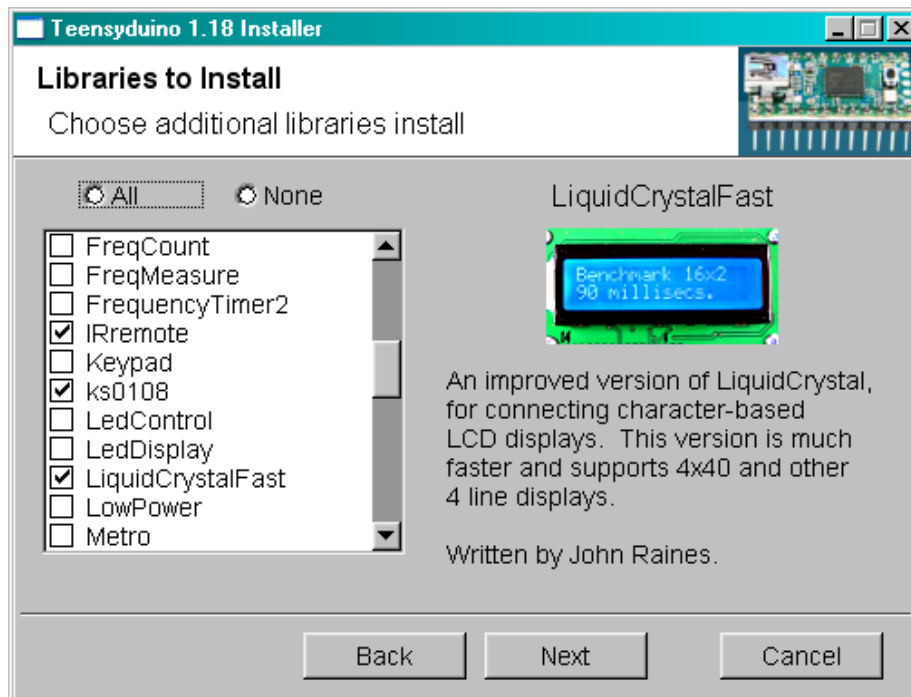 Teensyduino 1.18 Installer
Libraries to Install
Choose additional libraries install
All None
FreqCount
FreqMeasure
FrequencyTimer2
IRremote
Keypad
ks0108
LedControl
LedDisplay
LiquidCrystalFast
LowPower
Metro
LiquidCrystalFast
Benchmark 16x2
90 millisecs.
An improved version of LiquidCrystal,
for connecting character-based
LCD displays.  This version is much
faster and supports 4x40 and other
4 line displays.
Written by John Raines.
Back Next Cancel